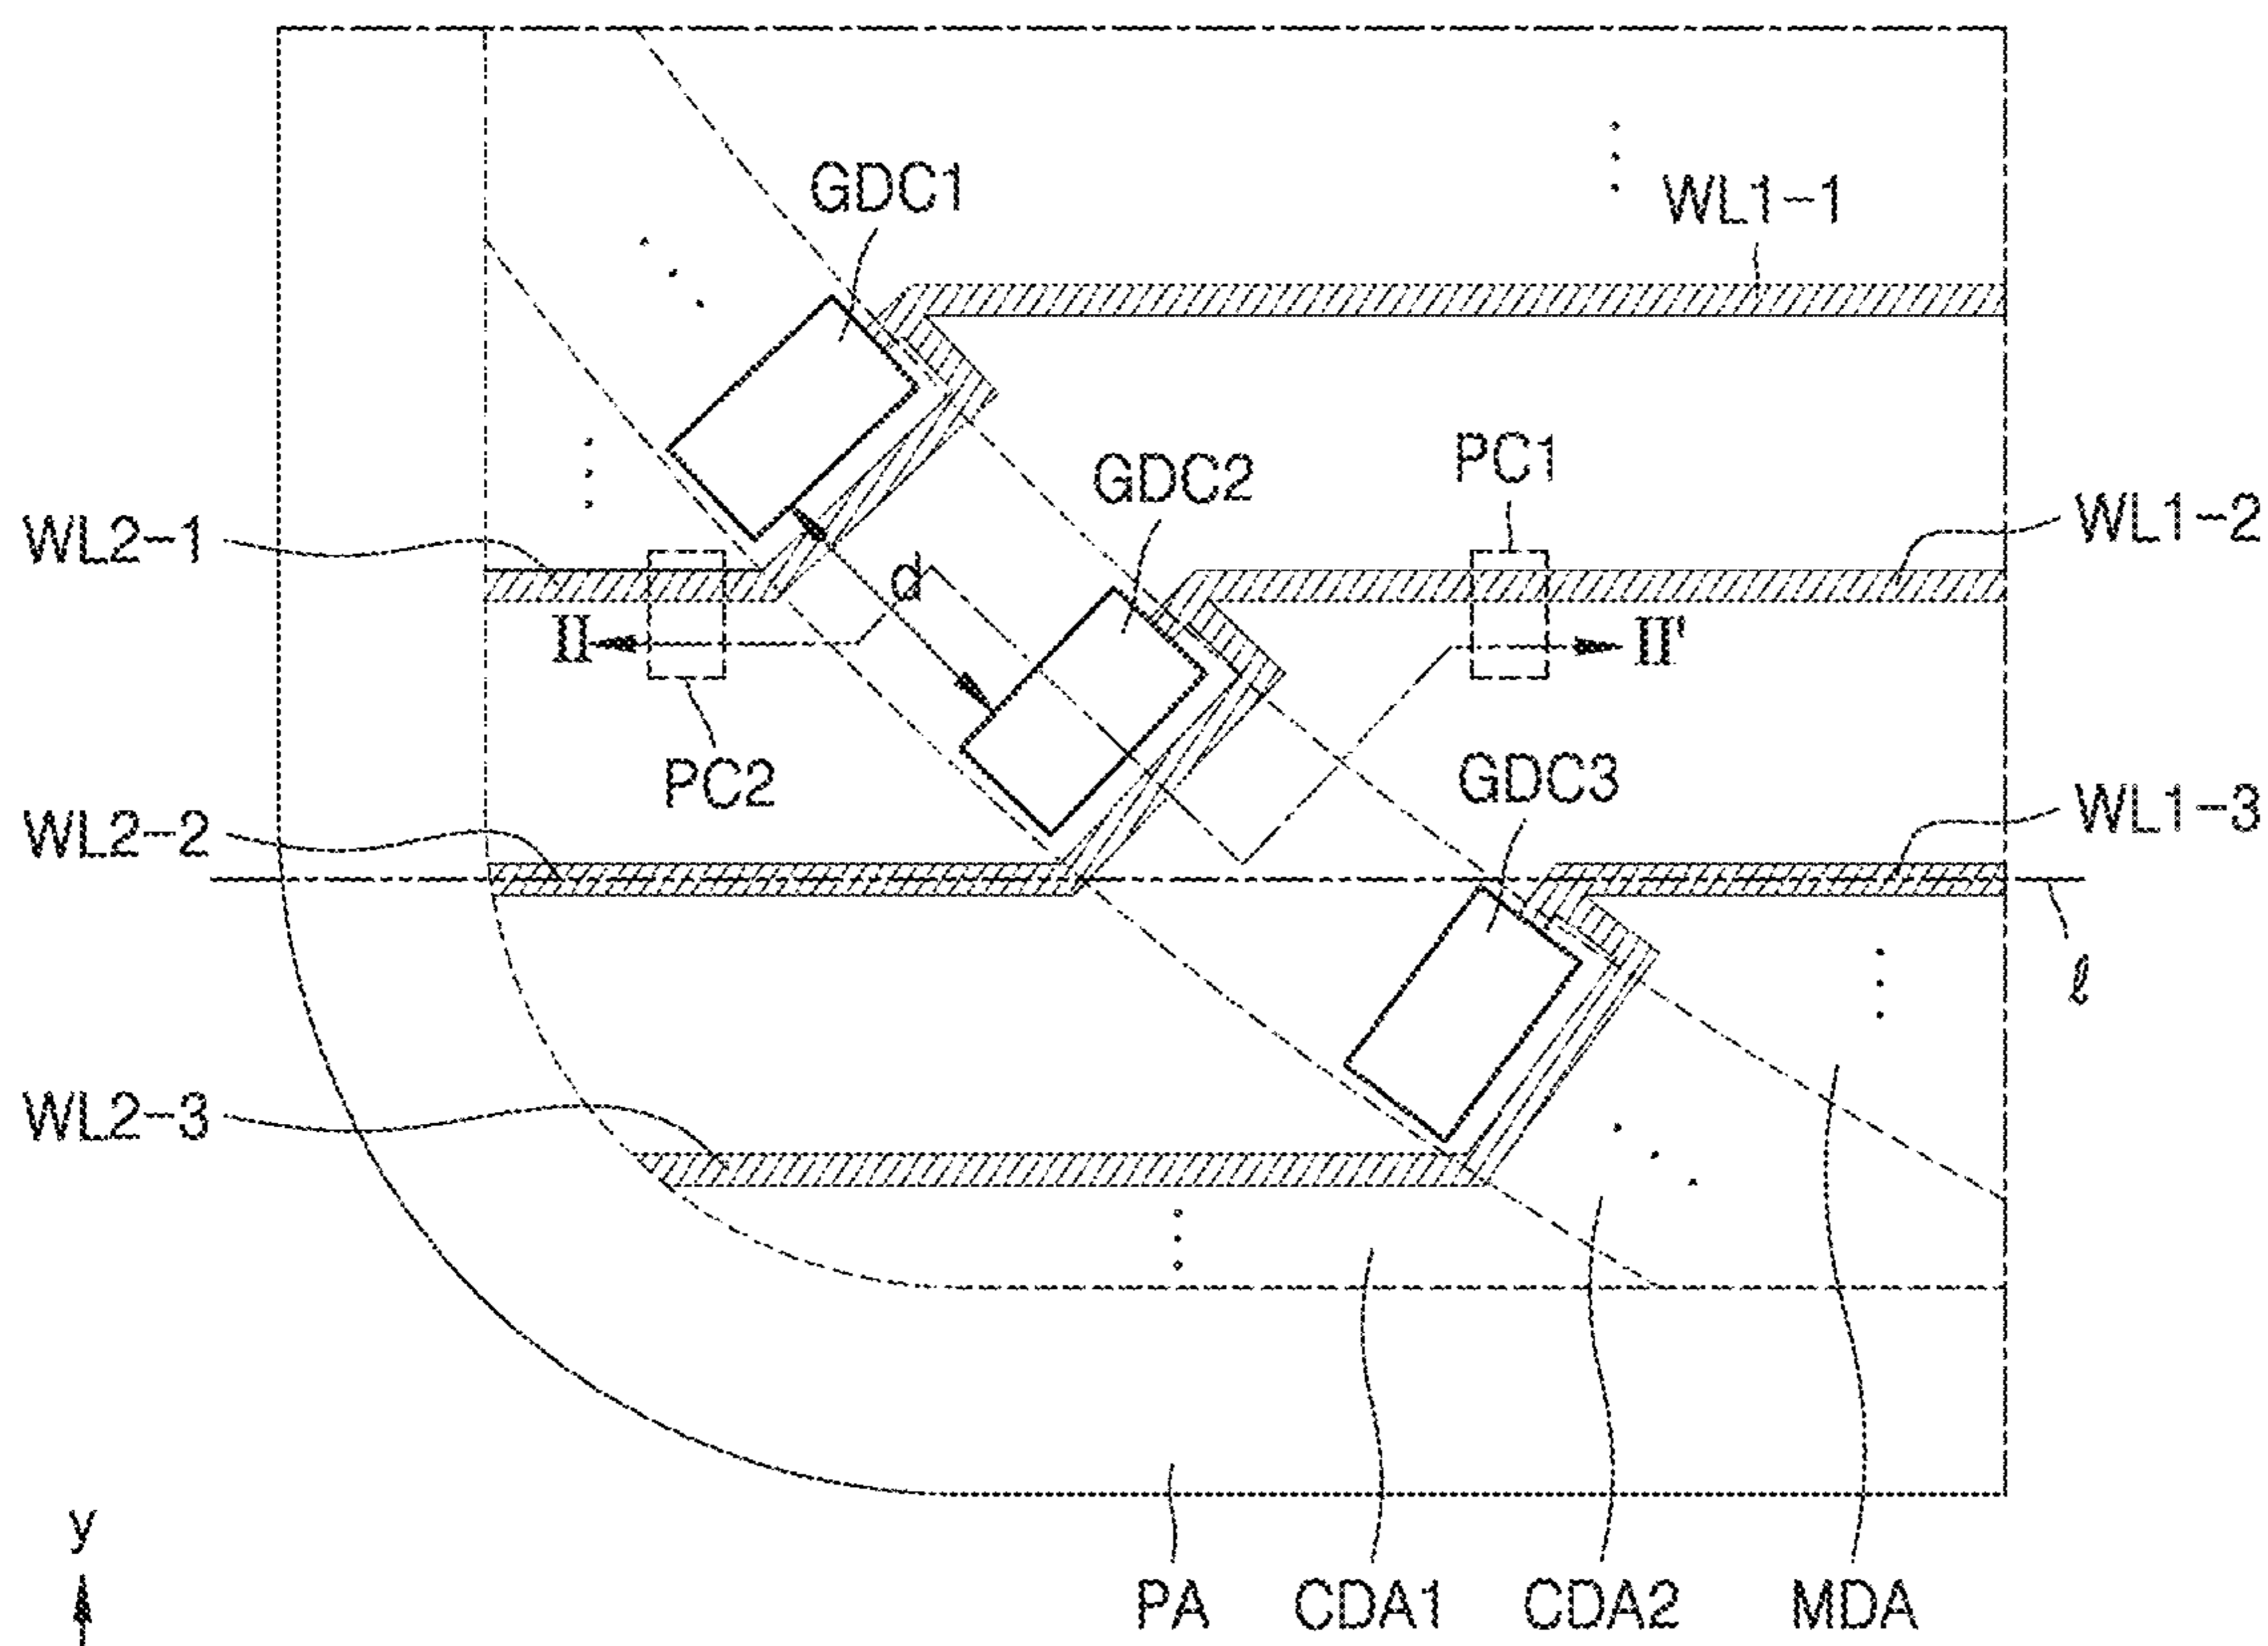 GDC1
WL1-1
GDC2
PC1
WL2-1
WL1-2
d
II
II'
PC2
GDC3
WL2-2
WL1-3
ℓ
WL2-3
y
PA
CDA1
CDA2
MDA